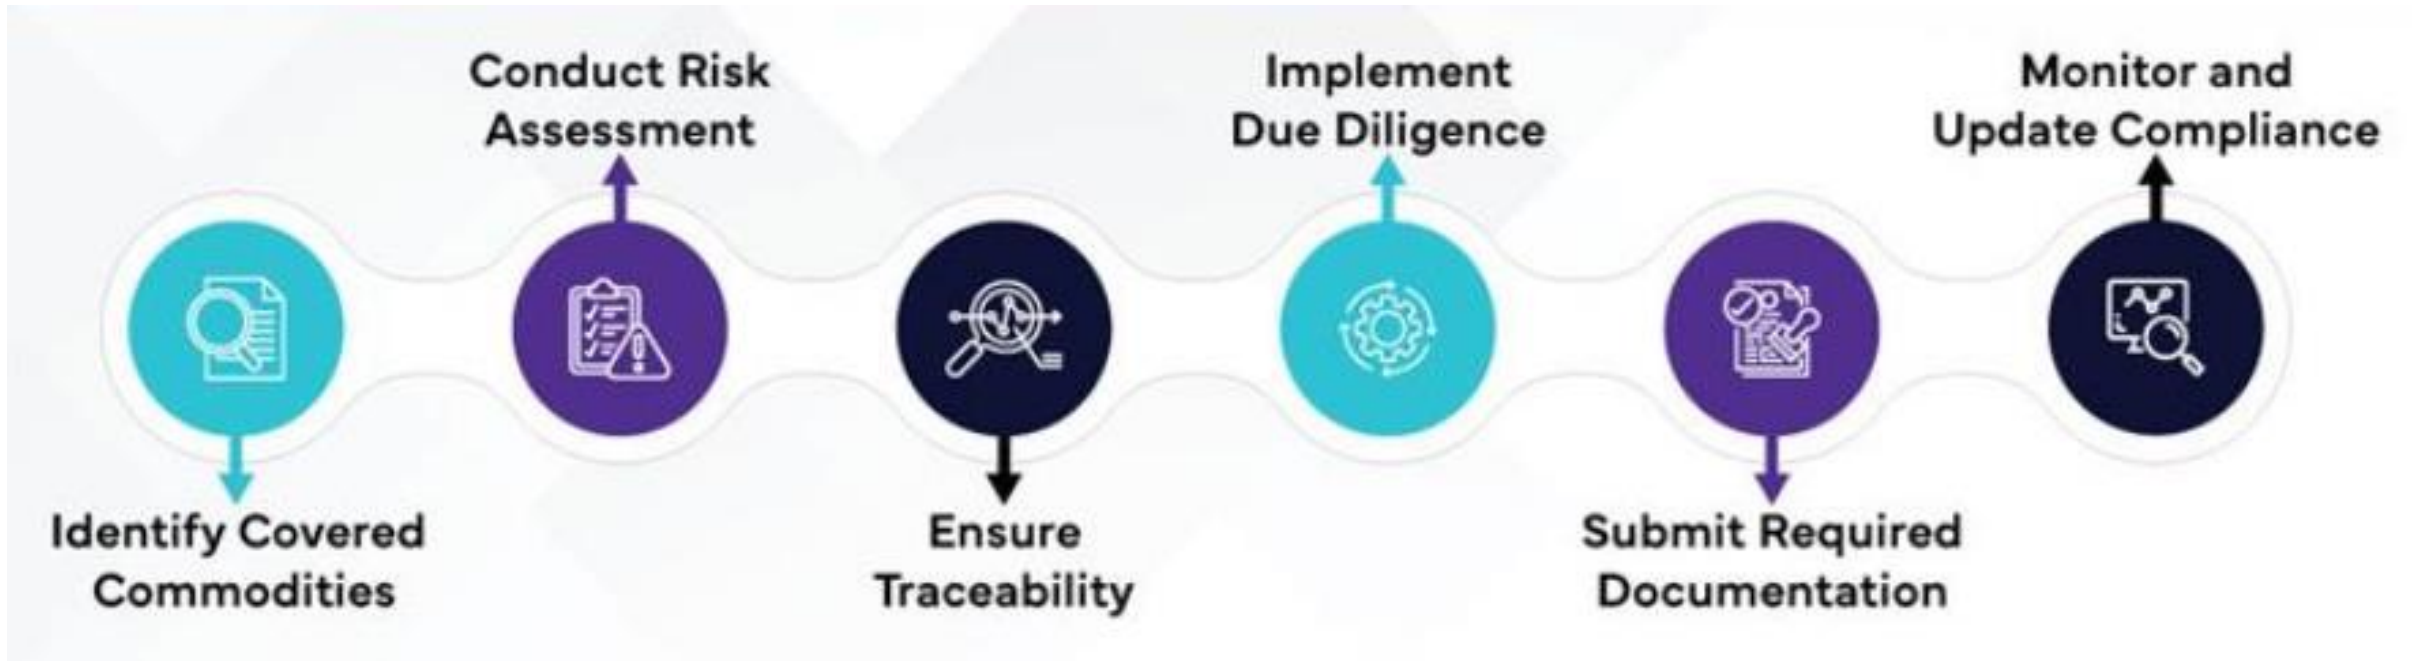 Identify Covered
Commodities
Conduct Risk
Assessment
Ensure
Traceability
Implement
Due Diligence
Submit Required
Documentation
Monitor and
Update Compliance